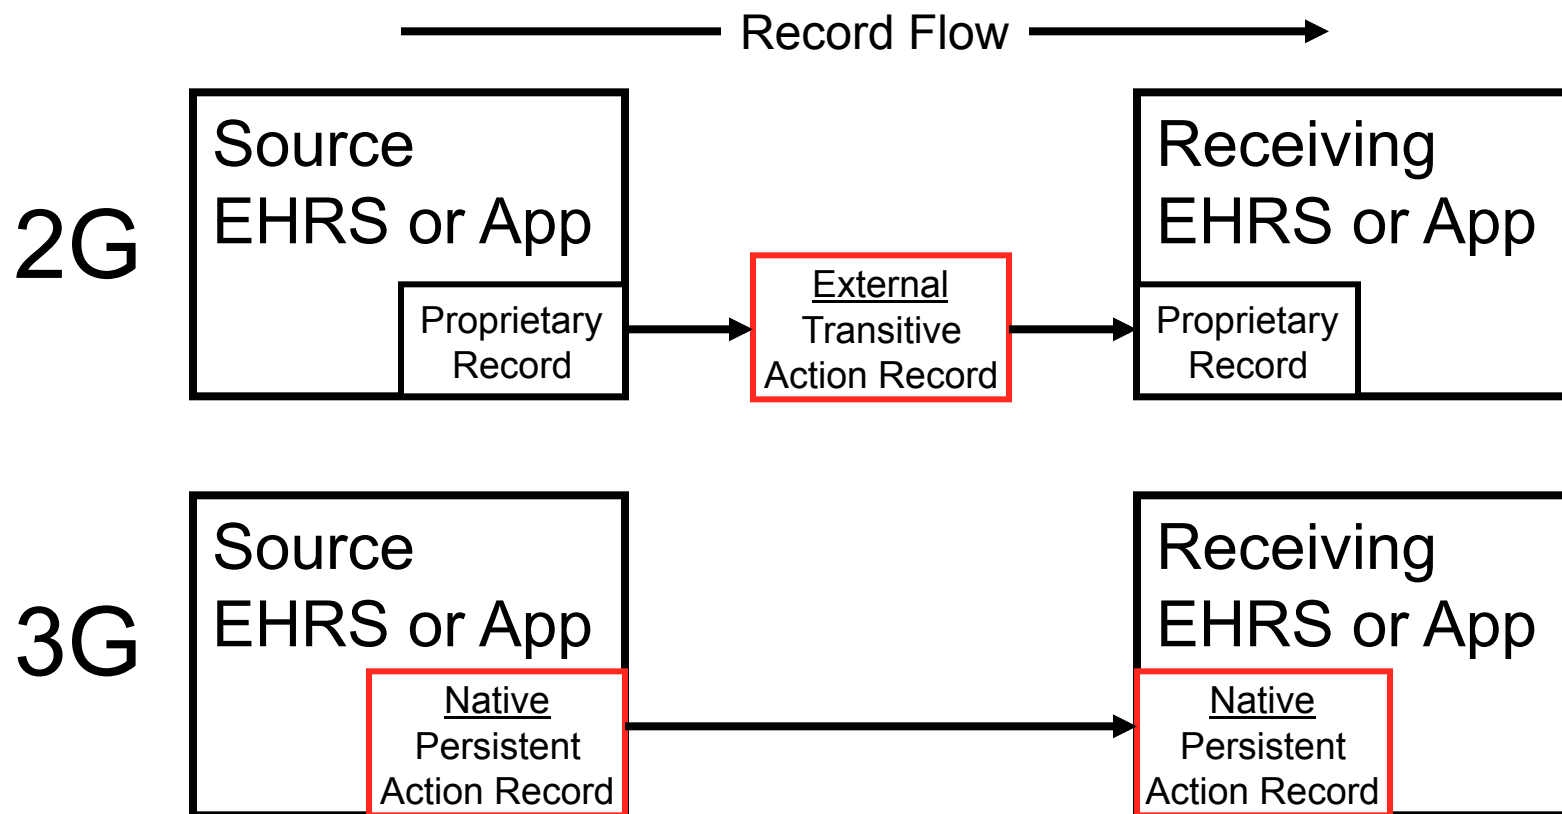 Record Flow
2G
Source
EHRS or App
Proprietary
Record
External
Transitive
Action Record
Receiving
EHRS or App
Proprietary
Record
3G
Source
EHRS or App
Native
Persistent
Action Record
Receiving
EHRS or App
Native
Persistent
Action Record